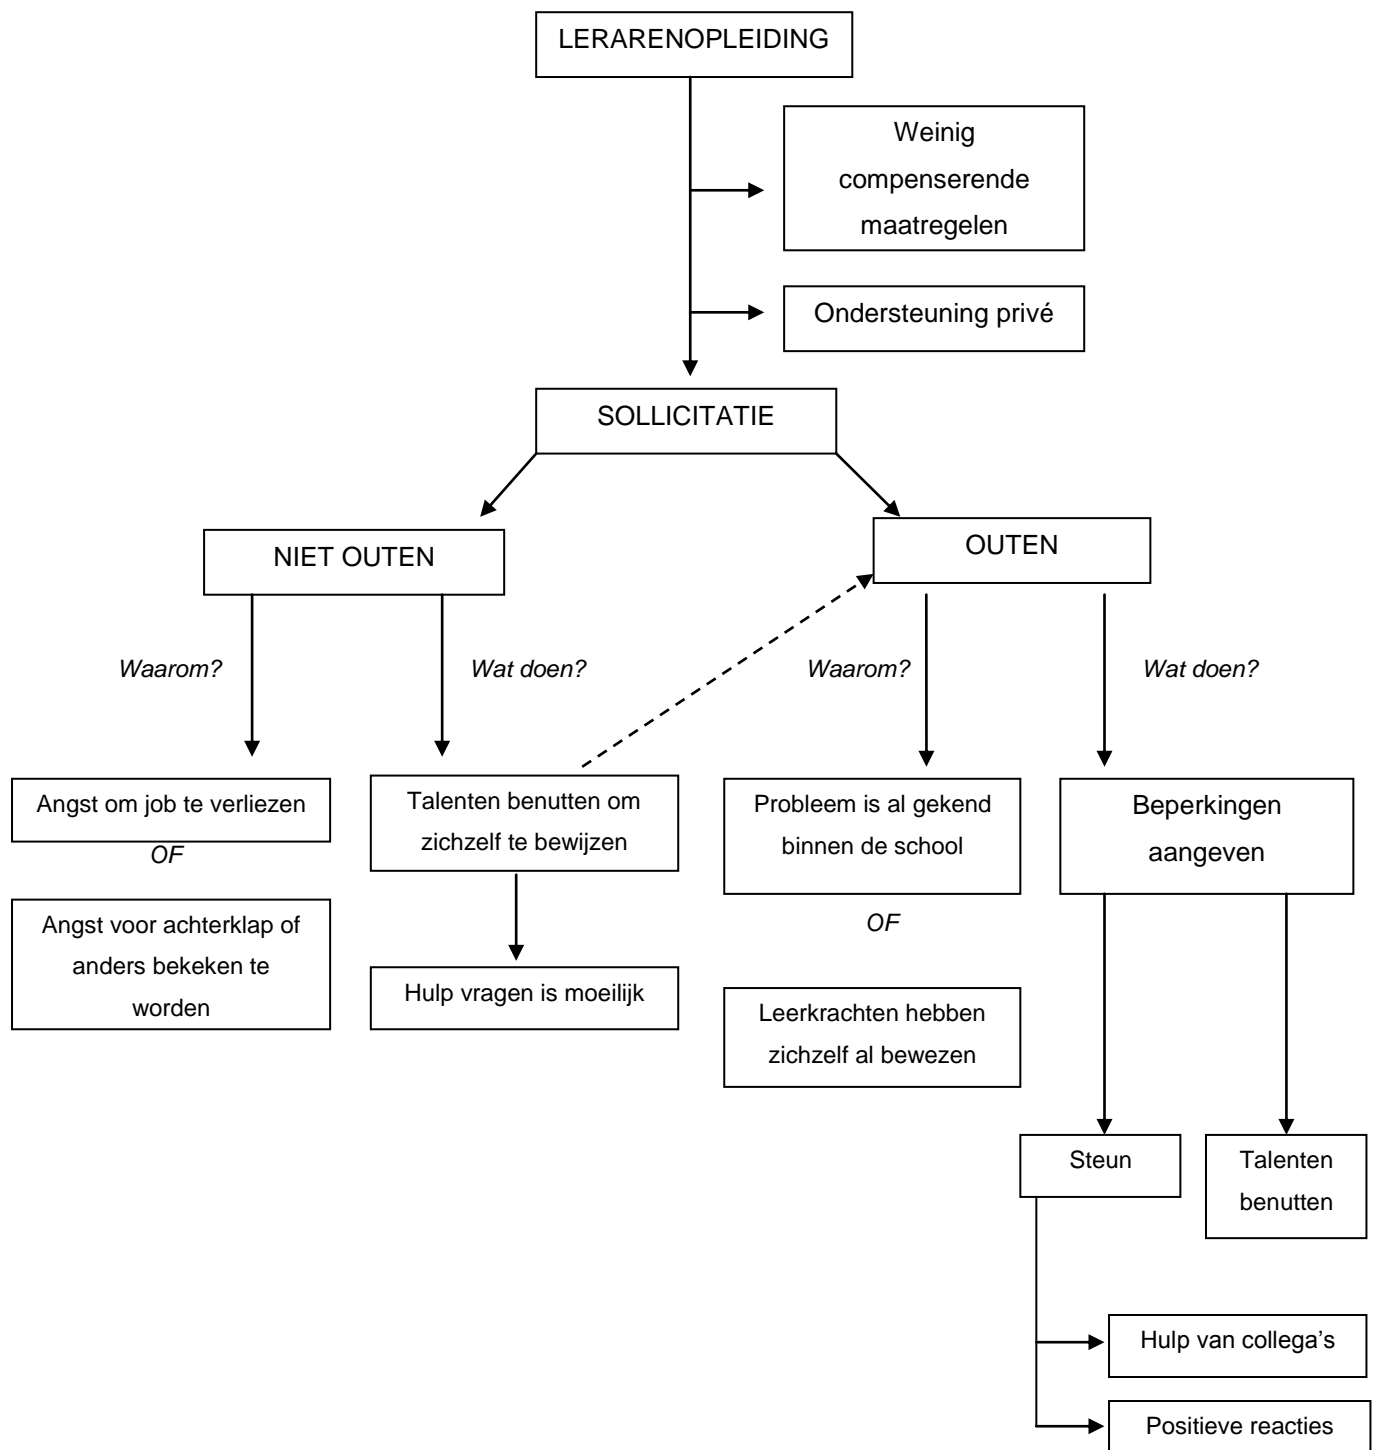 LERARENOPLEIDING
Weinig
compenserende
maatregelen
Ondersteuning privé
SOLLICITATIE
NIET OUTEN
OUTEN
Waarom?
Wat doen?
Waarom?
Wat doen?
Angst om job te verliezen
OF
Angst voor achterklap of
anders bekeken te
worden
Talenten benutten om
zichzelf te bewijzen
Hulp vragen is moeilijk
Probleem is al gekend
binnen de school
OF
Leerkrachten hebben
zichzelf al bewezen
Beperkingen
aangeven
Steun
Talenten
benutten
Hulp van collega’s
Positieve reacties